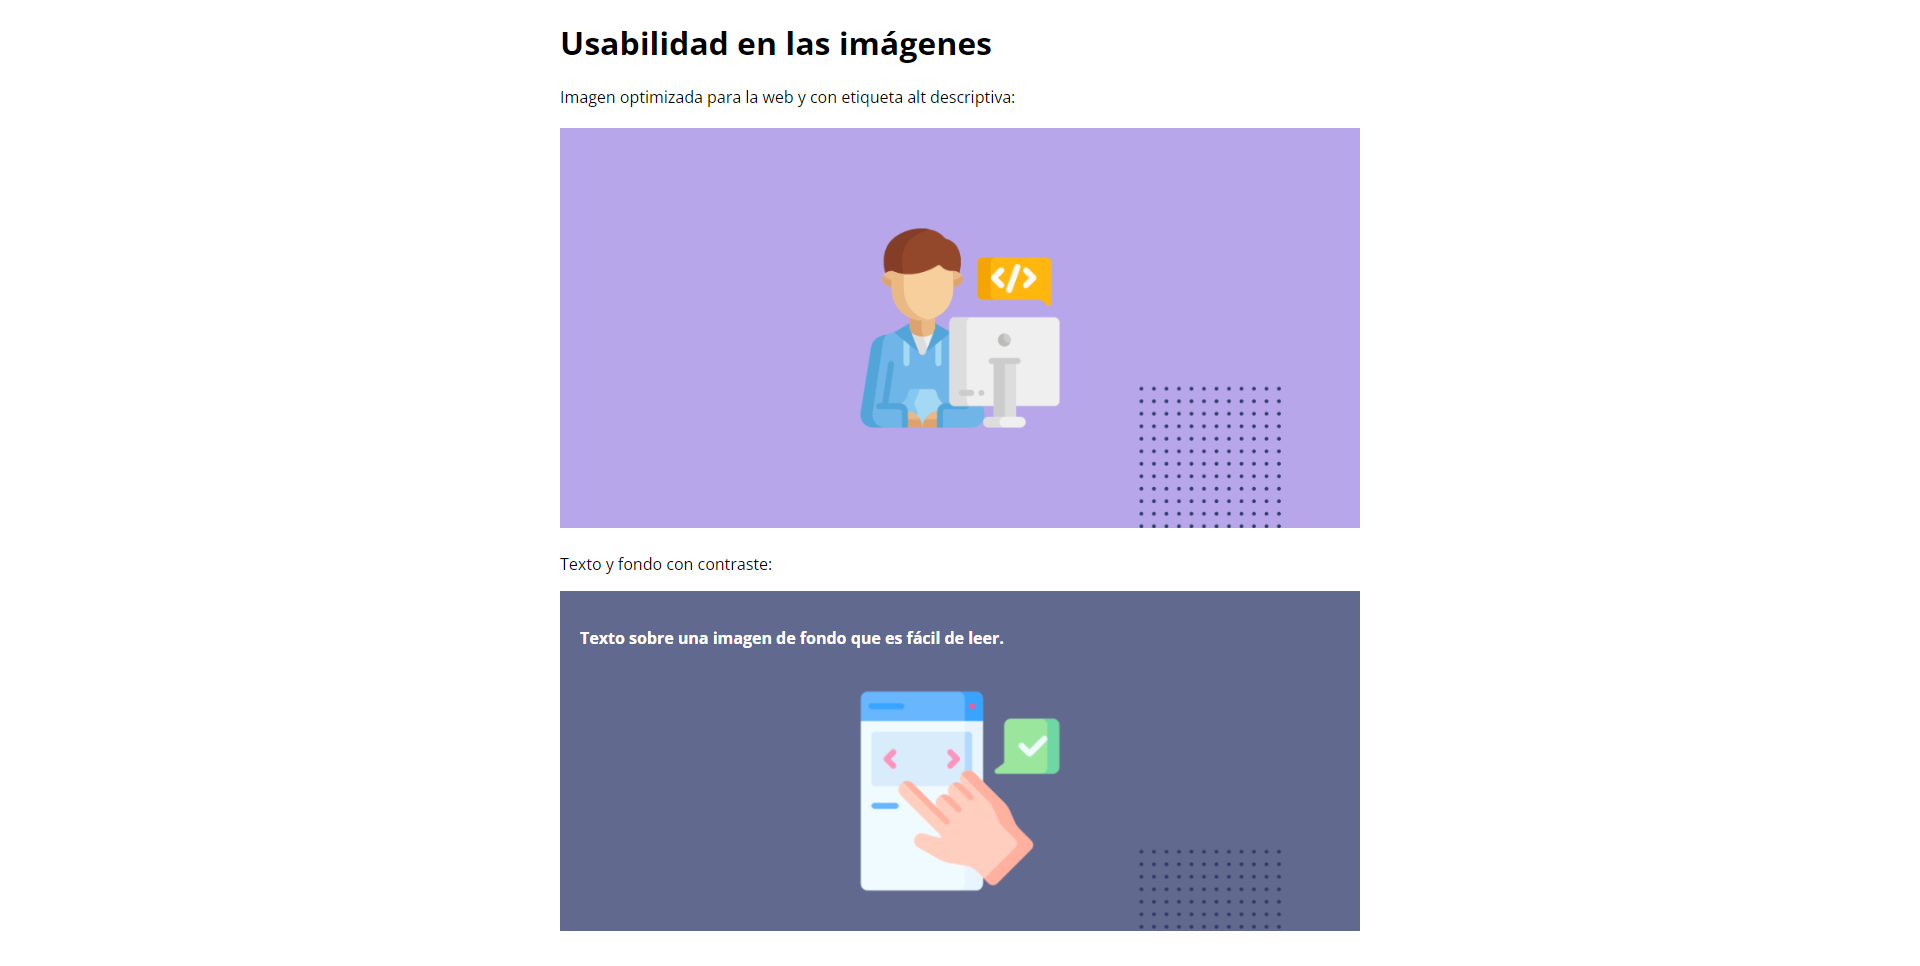 Usabilidad en las imágenes
Imagen optimizada para la web y con etiqueta alt descriptiva:
</>
Texto y fondo con contraste:
Texto sobre una imagen de fondo que es fácil de leer.